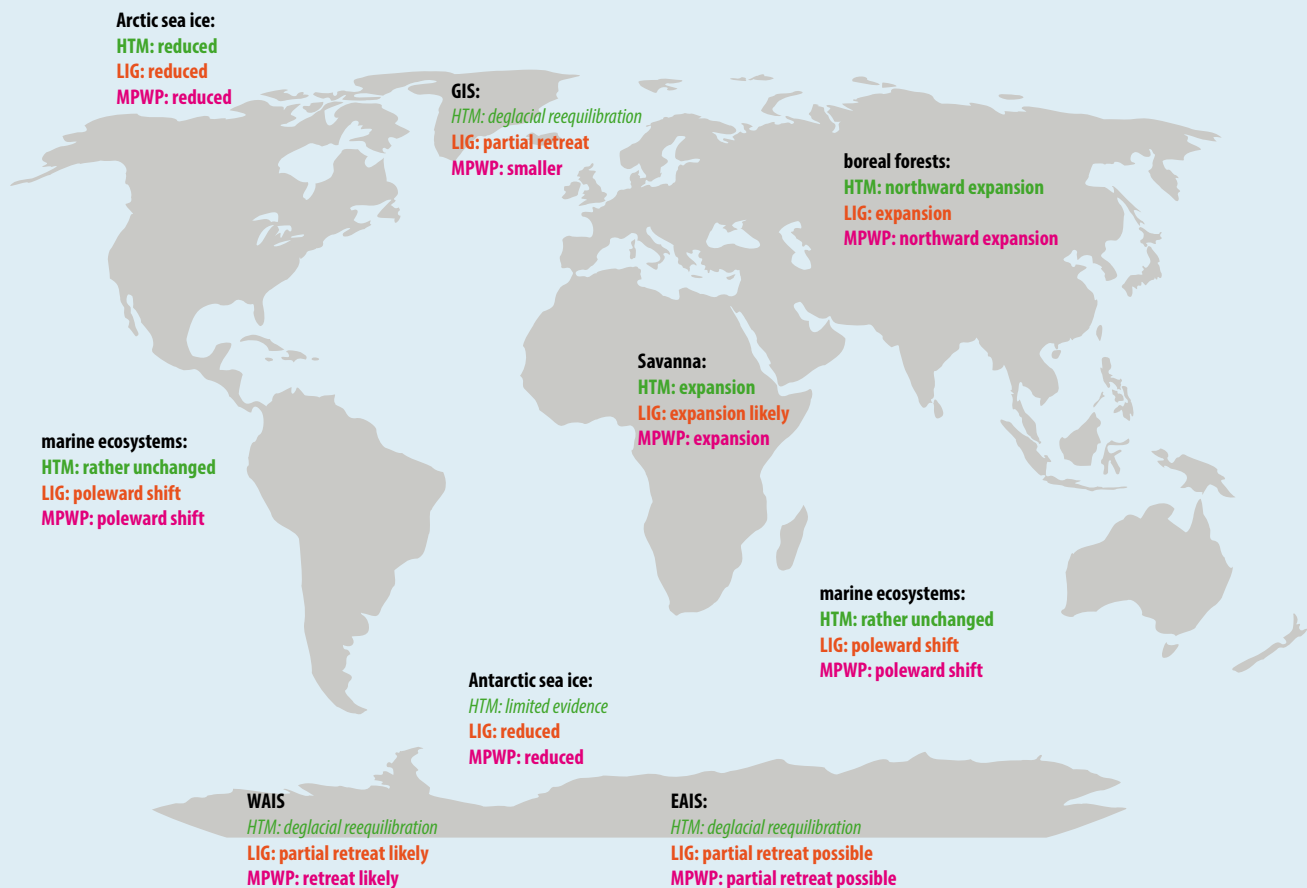 Arctic sea ice:
HTM: reduced
LIG: reduced
MPWP: reduced
GIS:
HTM: deglacial reequilibration
LIG: partial retreat
MPWP: smaller
boreal forests:
HTM: northward expansion
LIG: expansion
MPWP: northward expansion
Savanna:
HTM: expansion
LIG: expansion likely
MPWP: expansion
marine ecosystems:
HTM: rather unchanged
LIG: poleward shift
MPWP: poleward shift
marine ecosystems:
HTM: rather unchanged
LIG: poleward shift
MPWP: poleward shift
Antarctic sea ice:
HTM: limited evidence
LIG: reduced
MPWP: reduced
WAIS
HTM: deglacial reequilibration
LIG: partial retreat likely
MPWP: retreat likely
EAIS:
HTM: deglacial reequilibration
LIG: partial retreat possible
MPWP: partial retreat possible